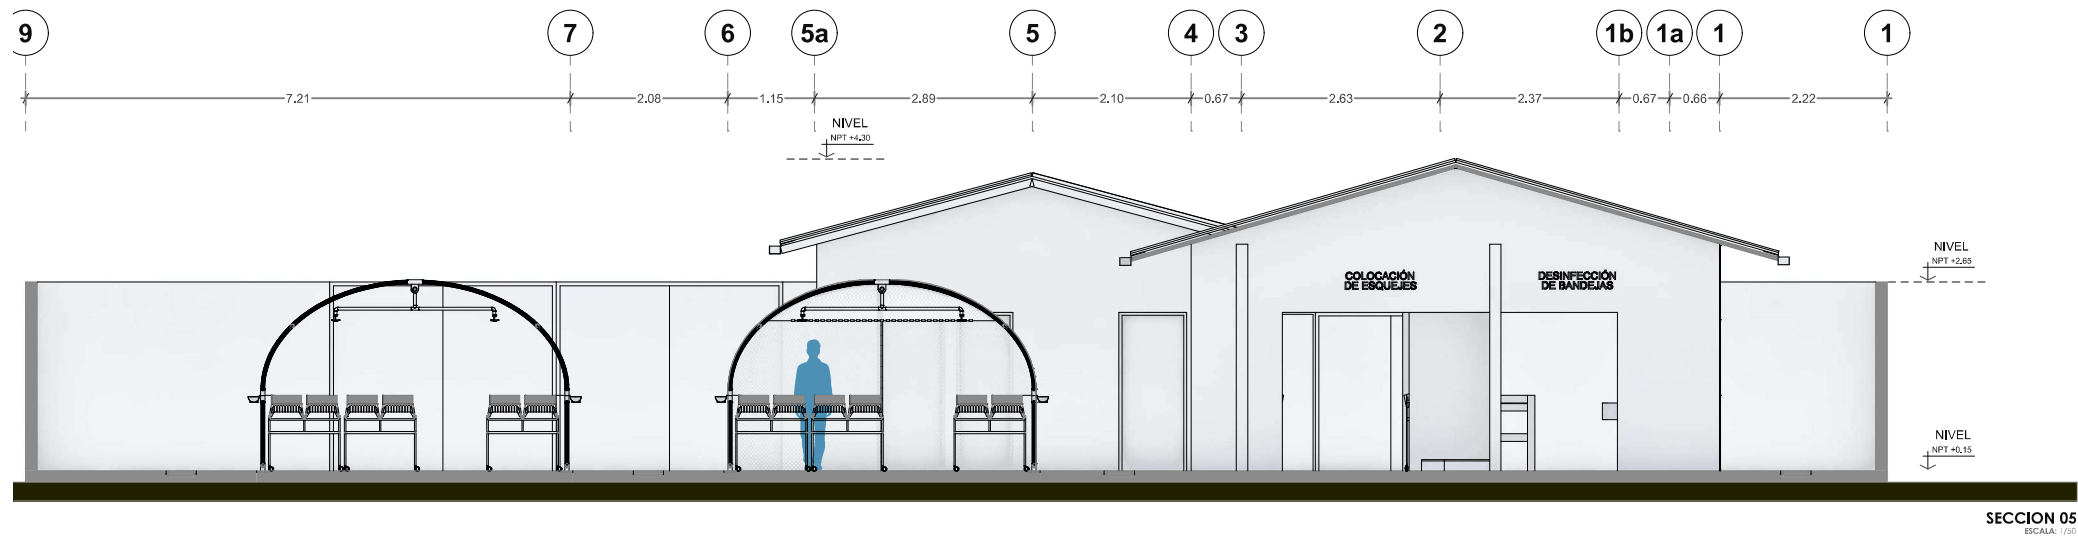 9 7 6 5a 5 4 3 2 1b 1a 1 1
7.21 2.08 1.15 2.89 2.10 0.67 2.63 2.37 0.67 0.66 2.22
NIVEL
NPT +4.30
NIVEL
NPT +2.65
COLOCACIÓN
DE ESQUEJES
DESINFECCIÓN
DE BANDEJAS
NIVEL
NPT +0.15
SECCION 05
ESCALA: 1/50